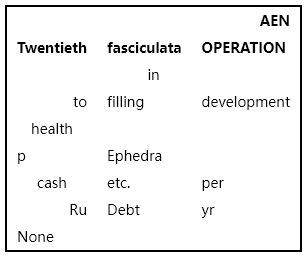 AEN
Twentieth fasciculata OPERATION
in
to filling development
health
p Ephedra
cash etc. per
Ru Debt yr
None